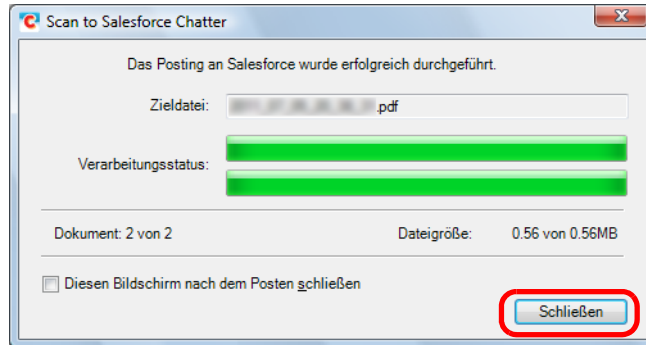 Scan to Salesforce Chatter
Das Posting an Salesforce wurde erfolgreich durchgeführt.
Zieldatei: .pdf
Verarbeitungsstatus:
Dokument: 2 von 2 Dateigröße: 0.56 von 0.56MB
Diesen Bildschirm nach dem Posten schließen
Schließen